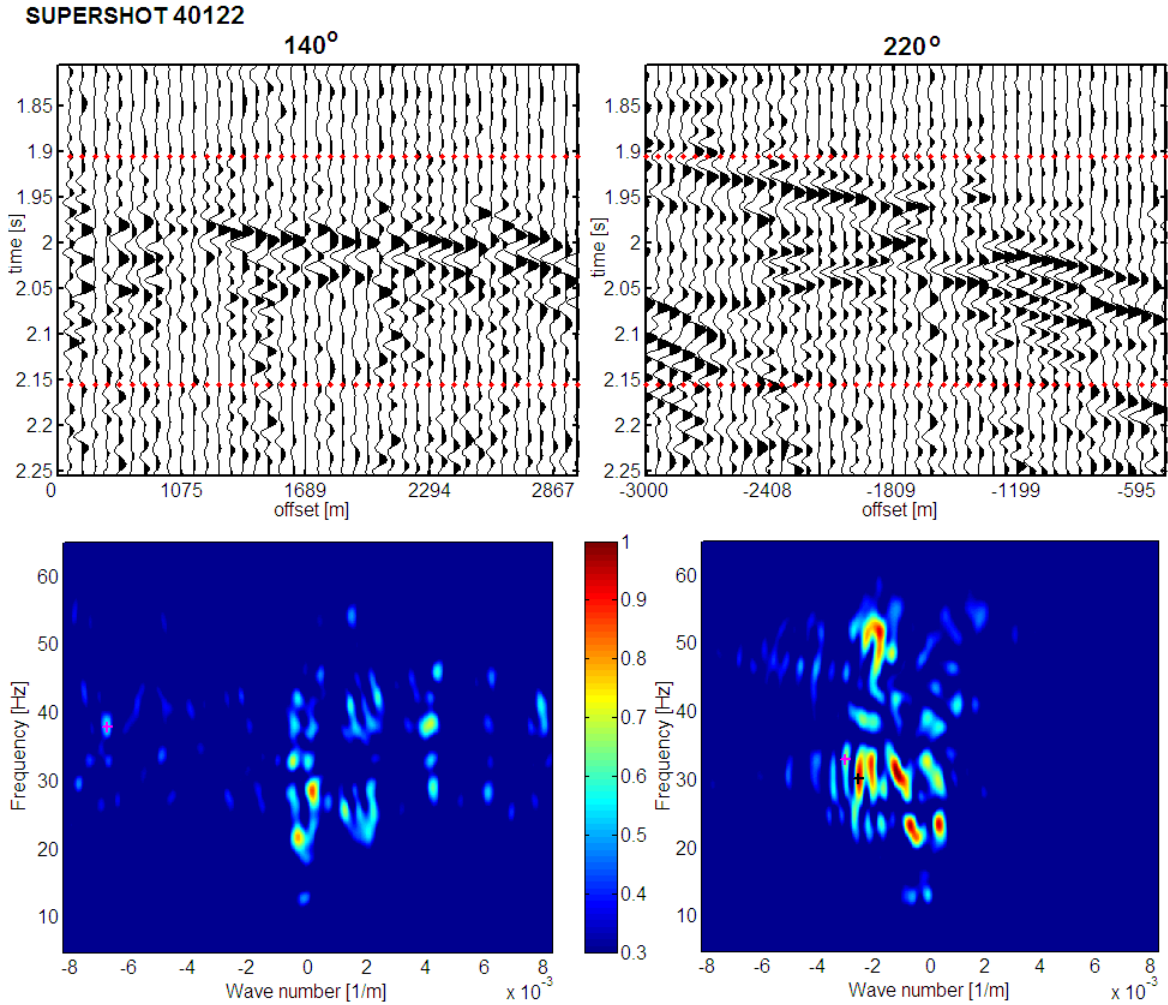 SUPERSHOT 40122
140° 220°
1.85 1.85
1.9 1.9
1.95 1.95
2 2
2.05 2.05
2.1 2.1
2.15 2.15
2.2 2.2
2.25 2.25
time [s] time [s]
0 1075 1689 2294 2867 -3000 -2408 -1809 -1199 -595
offset [m] offset [m]
1
60 0.9 60
50 0.8 50
40 0.7 40
30 0.6 30
20 0.5 20
10 0.4 10
0.3
Frequency [Hz] Frequency [Hz]
-8 -6 -4 -2 0 2 4 6 8 -8 -6 -4 -2 0 2 4 6 8
Wave number [1/m] x 10⁻³ Wave number [1/m] x 10⁻³